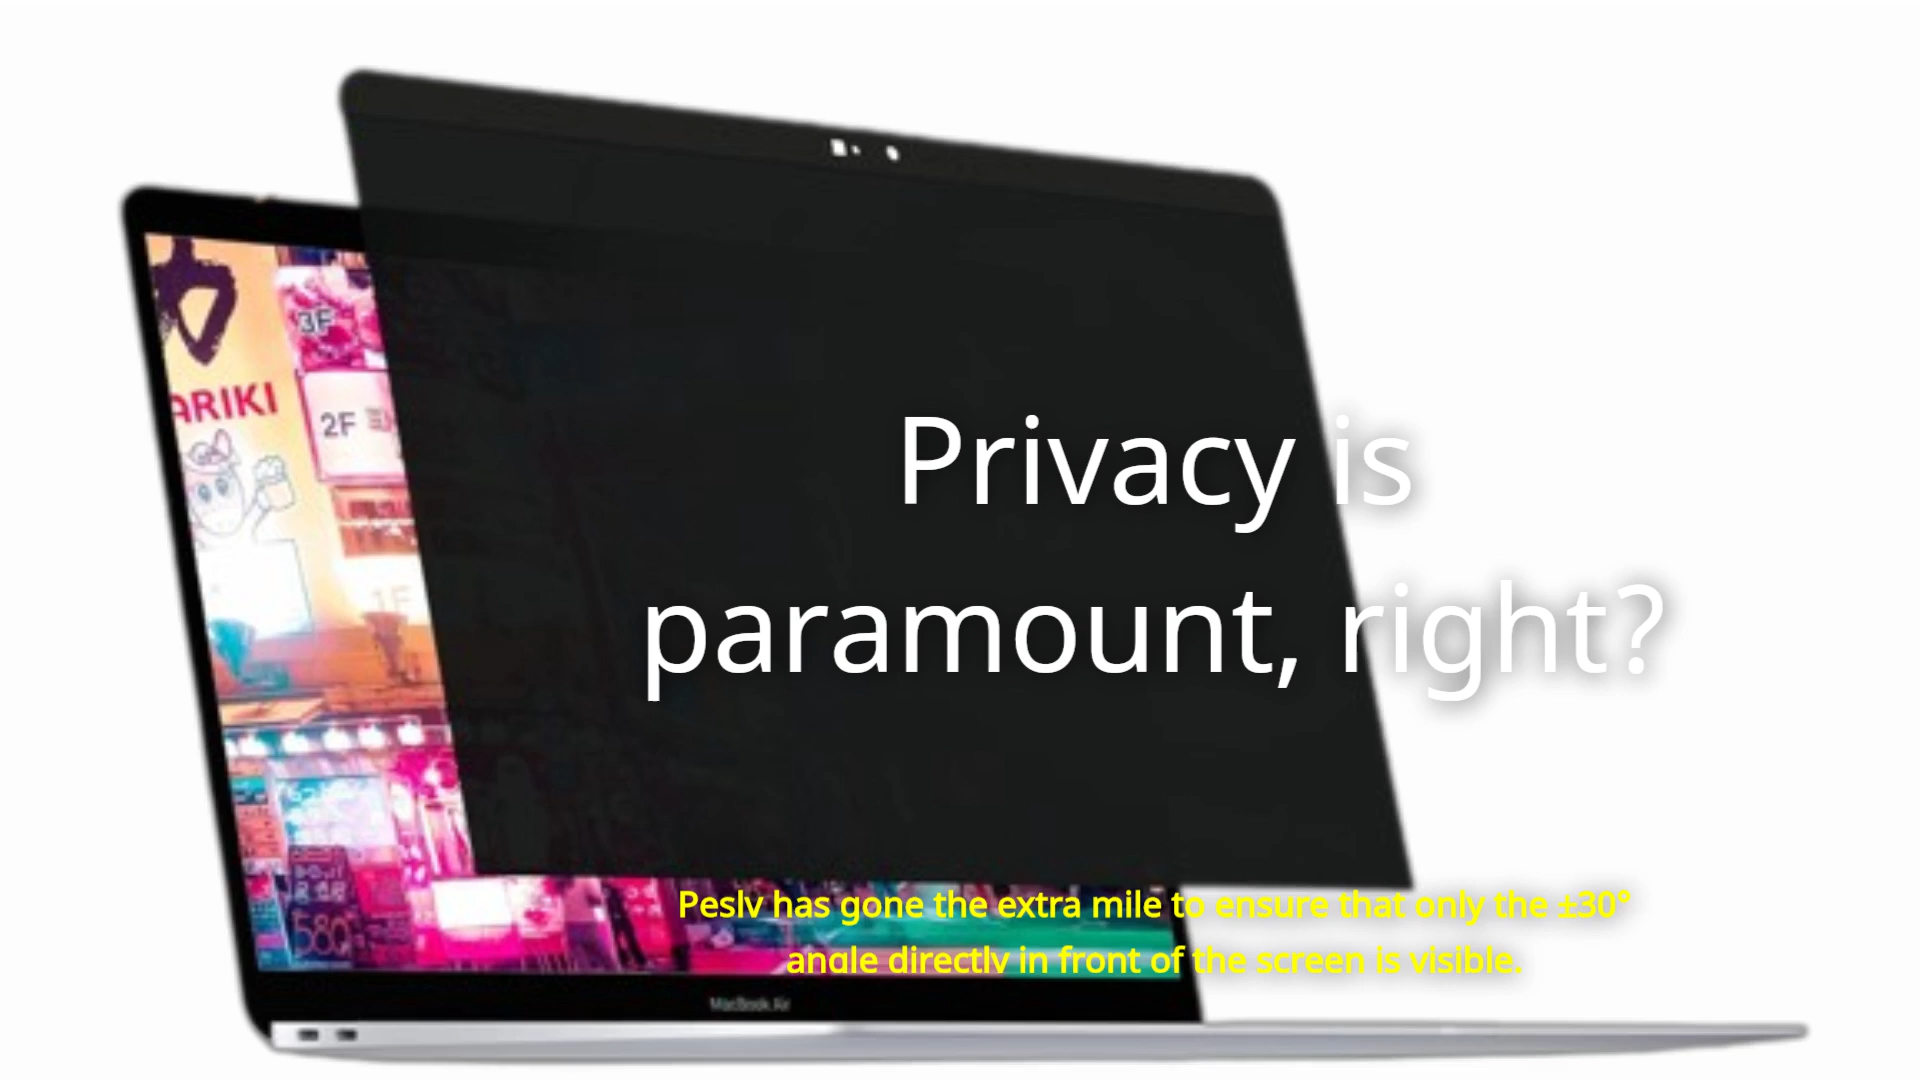 ARIKI
3F
2F
1F
580
Privacy is
paramount, right?
Peslv has gone the extra mile to ensure that only the ±30°
angle directly in front of the screen is visible.
MacBook Air